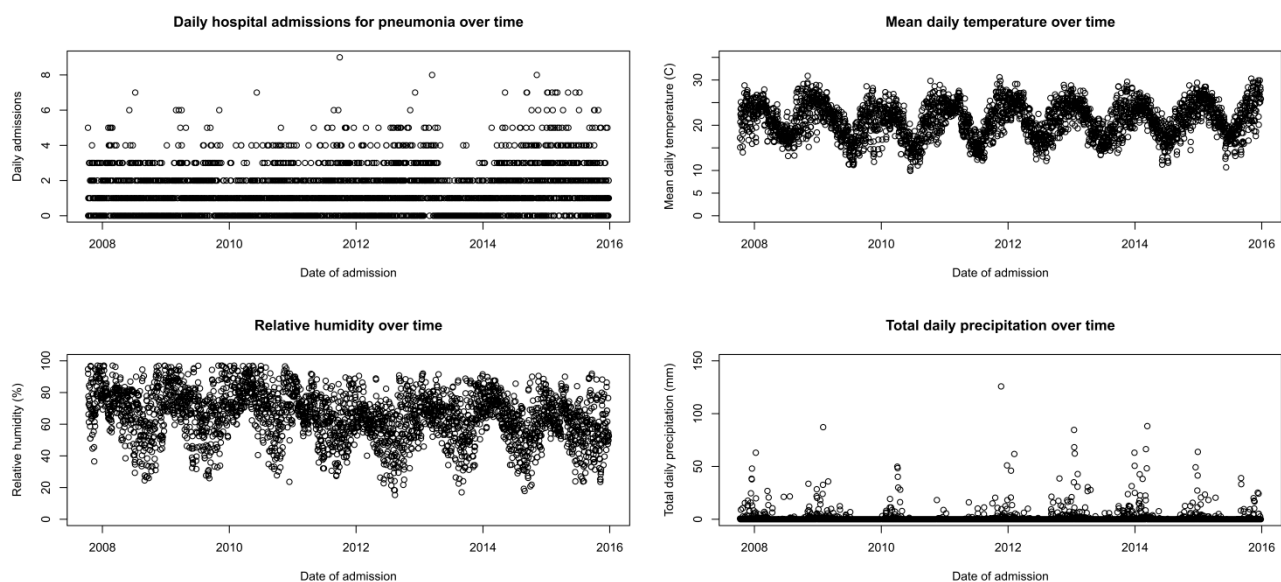 Daily hospital admissions for pneumonia over time
Daily admissions
8
6
4
2
0
2008 2010 2012 2014 2016
Date of admission
Mean daily temperature over time
Mean daily temperature (C)
30
20
10
5
0
2008 2010 2012 2014 2016
Date of admission
Relative humidity over time
Relative humidity (%)
100
80
60
40
20
0
2008 2010 2012 2014 2016
Date of admission
Total daily precipitation over time
Total daily precipitation (mm)
150
100
50
0
2008 2010 2012 2014 2016
Date of admission